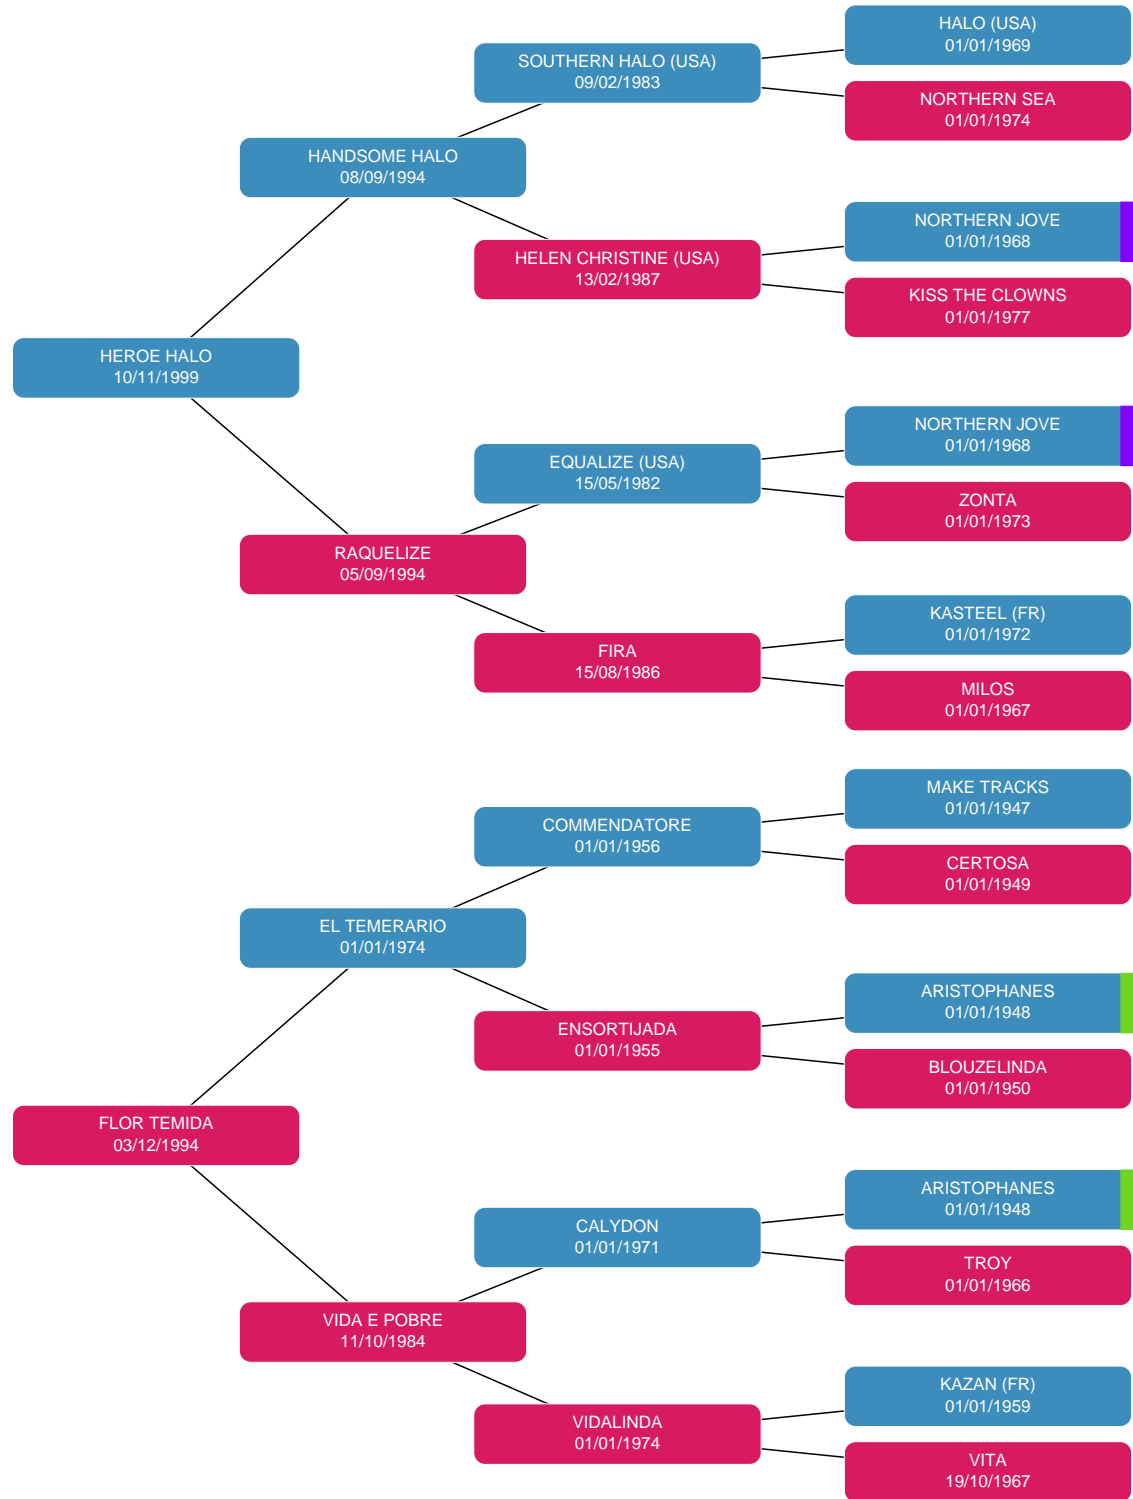 HALO (USA)
01/01/1969
SOUTHERN HALO (USA)
09/02/1983
NORTHERN SEA
01/01/1974
HANDSOME HALO
08/09/1994
NORTHERN JOVE
01/01/1968
HELEN CHRISTINE (USA)
13/02/1987
KISS THE CLOWNS
01/01/1977
HEROE HALO
10/11/1999
NORTHERN JOVE
01/01/1968
EQUALIZE (USA)
15/05/1982
ZONTA
01/01/1973
RAQUELIZE
05/09/1994
KASTEEL (FR)
01/01/1972
FIRA
15/08/1986
MILOS
01/01/1967
MAKE TRACKS
01/01/1947
COMMENDATORE
01/01/1956
CERTOSA
01/01/1949
EL TEMERARIO
01/01/1974
ARISTOPHANES
01/01/1948
ENSORTIJADA
01/01/1955
BLOUZELINDA
01/01/1950
FLOR TEMIDA
03/12/1994
ARISTOPHANES
01/01/1948
CALYDON
01/01/1971
TROY
01/01/1966
VIDA E POBRE
11/10/1984
KAZAN (FR)
01/01/1959
VIDALINDA
01/01/1974
VITA
19/10/1967